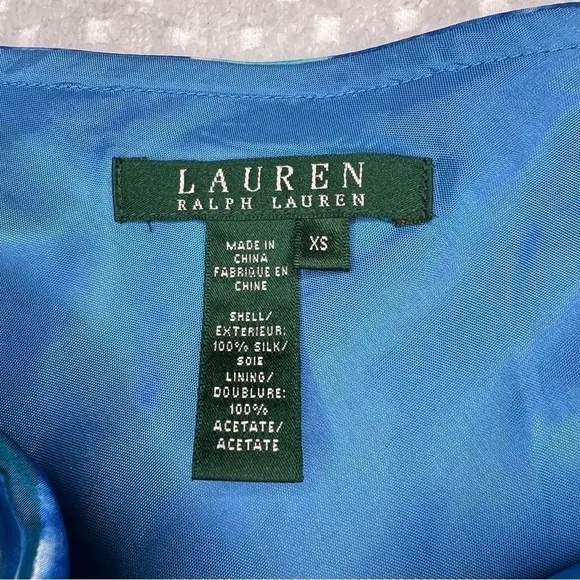 LAUREN
RALPH LAUREN
XS
MADE IN
CHINA
FABRIQUE EN
CHINE
SHELL/
EXTERIEUR:
100% SILK/
SOIE
LINING/
DOUBLURE:
100%
ACETATE/
ACETATE